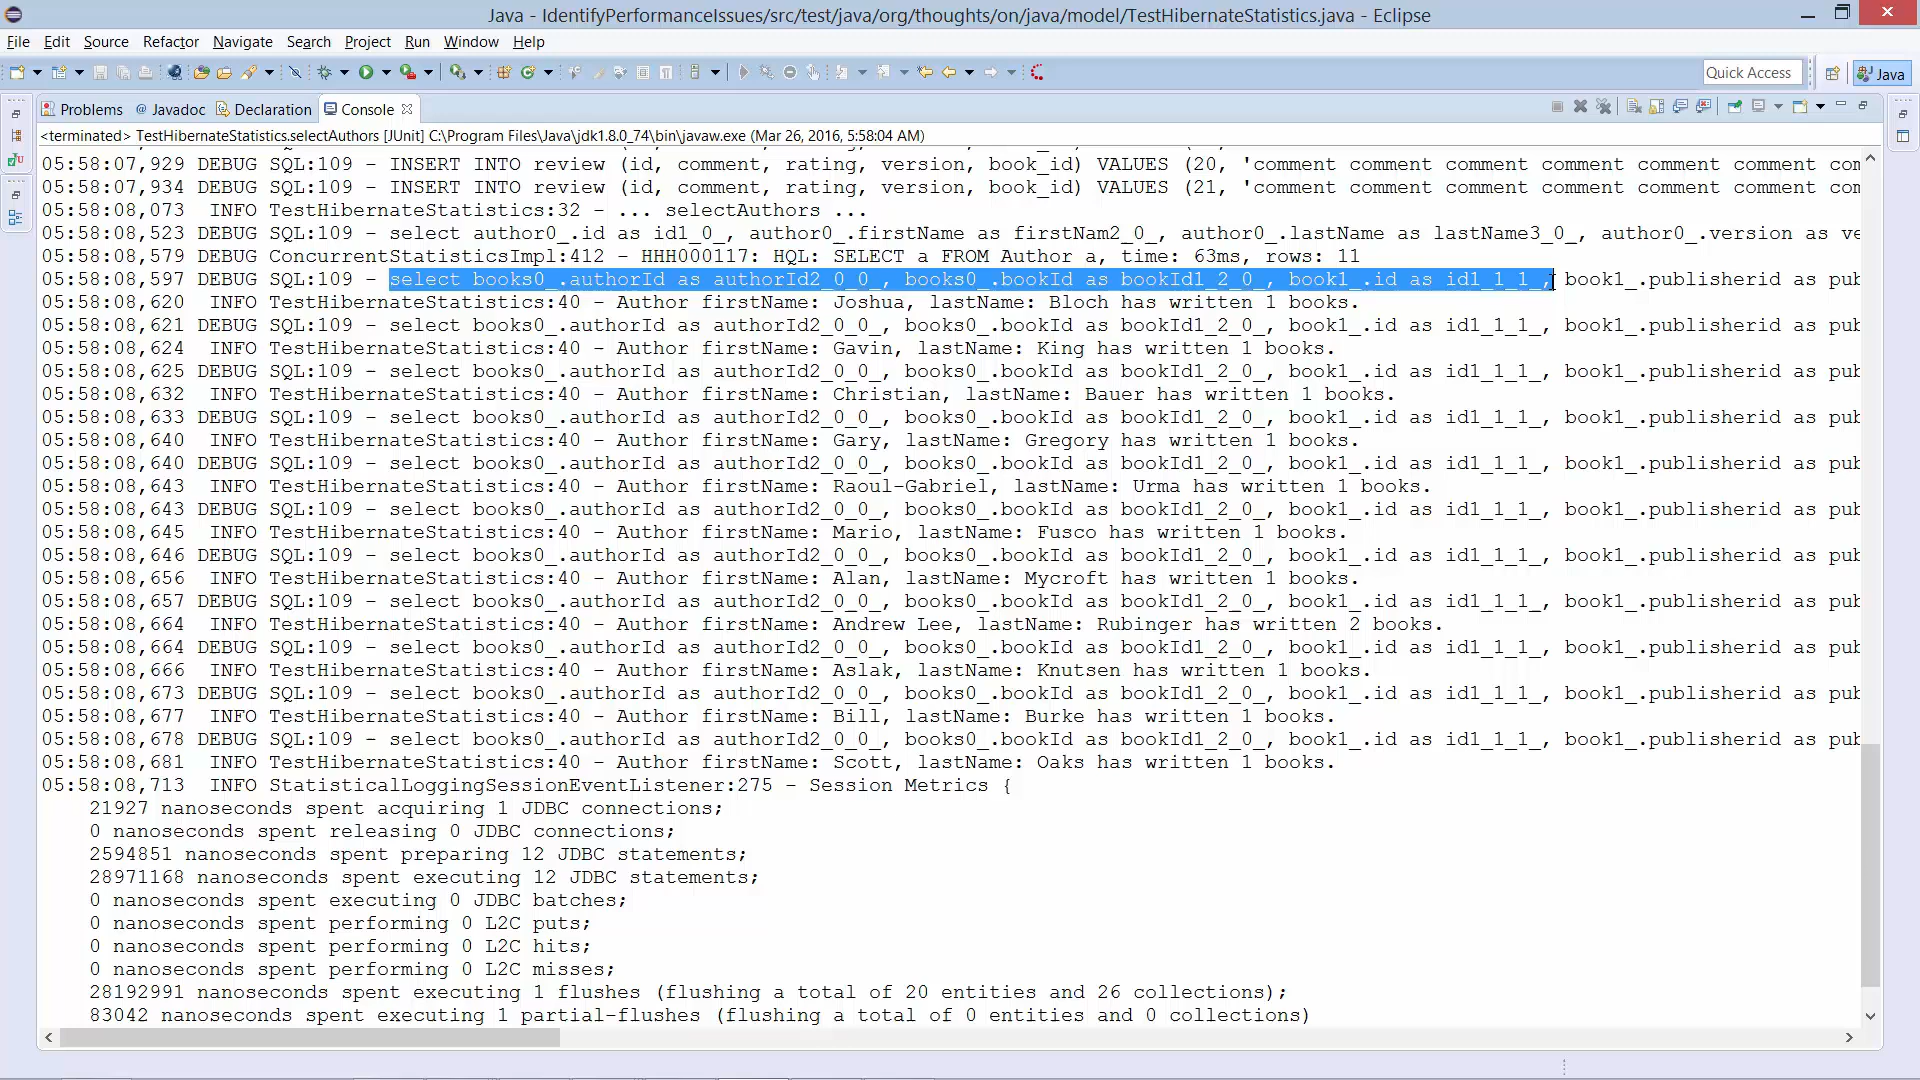 Java - IdentifyPerformanceIssues/src/test/java/org/thoughts/on/java/model/TestHibernateStatistics.java - Eclipse
File Edit Source Refactor Navigate Search Project Run Window Help
Quick Access Java
Problems @ Javadoc Declaration Console
<terminated> TestHibernateStatistics.selectAuthors [JUnit] C:\Program Files\Java\jdk1.8.0_74\bin\javaw.exe (Mar 26, 2016, 5:58:04 AM)
05:58:07,929 DEBUG SQL:109 - INSERT INTO review (id, comment, rating, version, book_id) VALUES (20, 'comment comment comment comment comment com
05:58:07,934 DEBUG SQL:109 - INSERT INTO review (id, comment, rating, version, book_id) VALUES (21, 'comment comment comment comment comment com
05:58:08,073 INFO TestHibernateStatistics:32 - ... selectAuthors ...
05:58:08,523 DEBUG SQL:109 - select author0_.id as id1_0_, author0_.firstName as firstNam2_0_, author0_.lastName as lastName3_0_, author0_.version as ve
05:58:08,579 DEBUG ConcurrentStatisticsImpl:412 - HHH000117: HQL: SELECT a FROM Author a, time: 63ms, rows: 11
05:58:08,597 DEBUG SQL:109 - select books0_.authorId as authorId2_0_0_, books0_.bookId as bookId1_2_0_, book1_.id as id1_1_1_, book1_.publisherid as pub
05:58:08,620 INFO TestHibernateStatistics:40 - Author firstName: Joshua, lastName: Bloch has written 1 books.
05:58:08,621 DEBUG SQL:109 - select books0_.authorId as authorId2_0_0_, books0_.bookId as bookId1_2_0_, book1_.id as id1_1_1_, book1_.publisherid as pub
05:58:08,624 INFO TestHibernateStatistics:40 - Author firstName: Gavin, lastName: King has written 1 books.
05:58:08,625 DEBUG SQL:109 - select books0_.authorId as authorId2_0_0_, books0_.bookId as bookId1_2_0_, book1_.id as id1_1_1_, book1_.publisherid as pub
05:58:08,632 INFO TestHibernateStatistics:40 - Author firstName: Christian, lastName: Bauer has written 1 books.
05:58:08,633 DEBUG SQL:109 - select books0_.authorId as authorId2_0_0_, books0_.bookId as bookId1_2_0_, book1_.id as id1_1_1_, book1_.publisherid as pub
05:58:08,640 INFO TestHibernateStatistics:40 - Author firstName: Gary, lastName: Gregory has written 1 books.
05:58:08,640 DEBUG SQL:109 - select books0_.authorId as authorId2_0_0_, books0_.bookId as bookId1_2_0_, book1_.id as id1_1_1_, book1_.publisherid as pub
05:58:08,643 INFO TestHibernateStatistics:40 - Author firstName: Raoul-Gabriel, lastName: Urma has written 1 books.
05:58:08,643 DEBUG SQL:109 - select books0_.authorId as authorId2_0_0_, books0_.bookId as bookId1_2_0_, book1_.id as id1_1_1_, book1_.publisherid as pub
05:58:08,645 INFO TestHibernateStatistics:40 - Author firstName: Mario, lastName: Fusco has written 1 books.
05:58:08,646 DEBUG SQL:109 - select books0_.authorId as authorId2_0_0_, books0_.bookId as bookId1_2_0_, book1_.id as id1_1_1_, book1_.publisherid as pub
05:58:08,656 INFO TestHibernateStatistics:40 - Author firstName: Alan, lastName: Mycroft has written 1 books.
05:58:08,657 DEBUG SQL:109 - select books0_.authorId as authorId2_0_0_, books0_.bookId as bookId1_2_0_, book1_.id as id1_1_1_, book1_.publisherid as pub
05:58:08,664 INFO TestHibernateStatistics:40 - Author firstName: Andrew Lee, lastName: Rubinger has written 2 books.
05:58:08,664 DEBUG SQL:109 - select books0_.authorId as authorId2_0_0_, books0_.bookId as bookId1_2_0_, book1_.id as id1_1_1_, book1_.publisherid as pub
05:58:08,666 INFO TestHibernateStatistics:40 - Author firstName: Aslak, lastName: Knutsen has written 1 books.
05:58:08,673 DEBUG SQL:109 - select books0_.authorId as authorId2_0_0_, books0_.bookId as bookId1_2_0_, book1_.id as id1_1_1_, book1_.publisherid as pub
05:58:08,677 INFO TestHibernateStatistics:40 - Author firstName: Bill, lastName: Burke has written 1 books.
05:58:08,678 DEBUG SQL:109 - select books0_.authorId as authorId2_0_0_, books0_.bookId as bookId1_2_0_, book1_.id as id1_1_1_, book1_.publisherid as pub
05:58:08,681 INFO TestHibernateStatistics:40 - Author firstName: Scott, lastName: Oaks has written 1 books.
05:58:08,713 INFO StatisticalLoggingSessionEventListener:275 - Session Metrics {
21927 nanoseconds spent acquiring 1 JDBC connections;
0 nanoseconds spent releasing 0 JDBC connections;
2594851 nanoseconds spent preparing 12 JDBC statements;
28971168 nanoseconds spent executing 12 JDBC statements;
0 nanoseconds spent executing 0 JDBC batches;
0 nanoseconds spent performing 0 L2C puts;
0 nanoseconds spent performing 0 L2C hits;
0 nanoseconds spent performing 0 L2C misses;
28192991 nanoseconds spent executing 1 flushes (flushing a total of 20 entities and 26 collections);
83042 nanoseconds spent executing 1 partial-flushes (flushing a total of 0 entities and 0 collections)